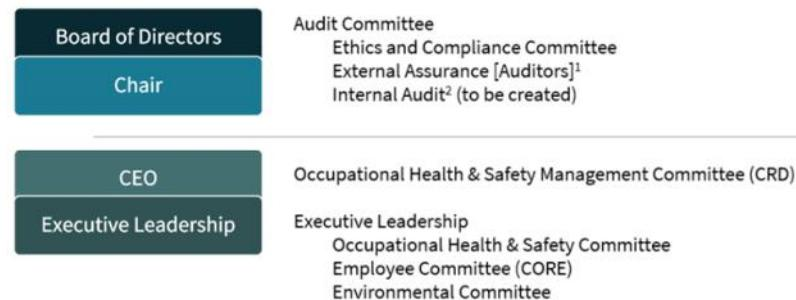 Board of Directors
Chair
Audit Committee
Ethics and Compliance Committee
External Assurance [Auditors]¹
Internal Audit² (to be created)
CEO
Executive Leadership
Occupational Health & Safety Management Committee (CRD)
Executive Leadership
Occupational Health & Safety Committee
Employee Committee (CORE)
Environmental Committee